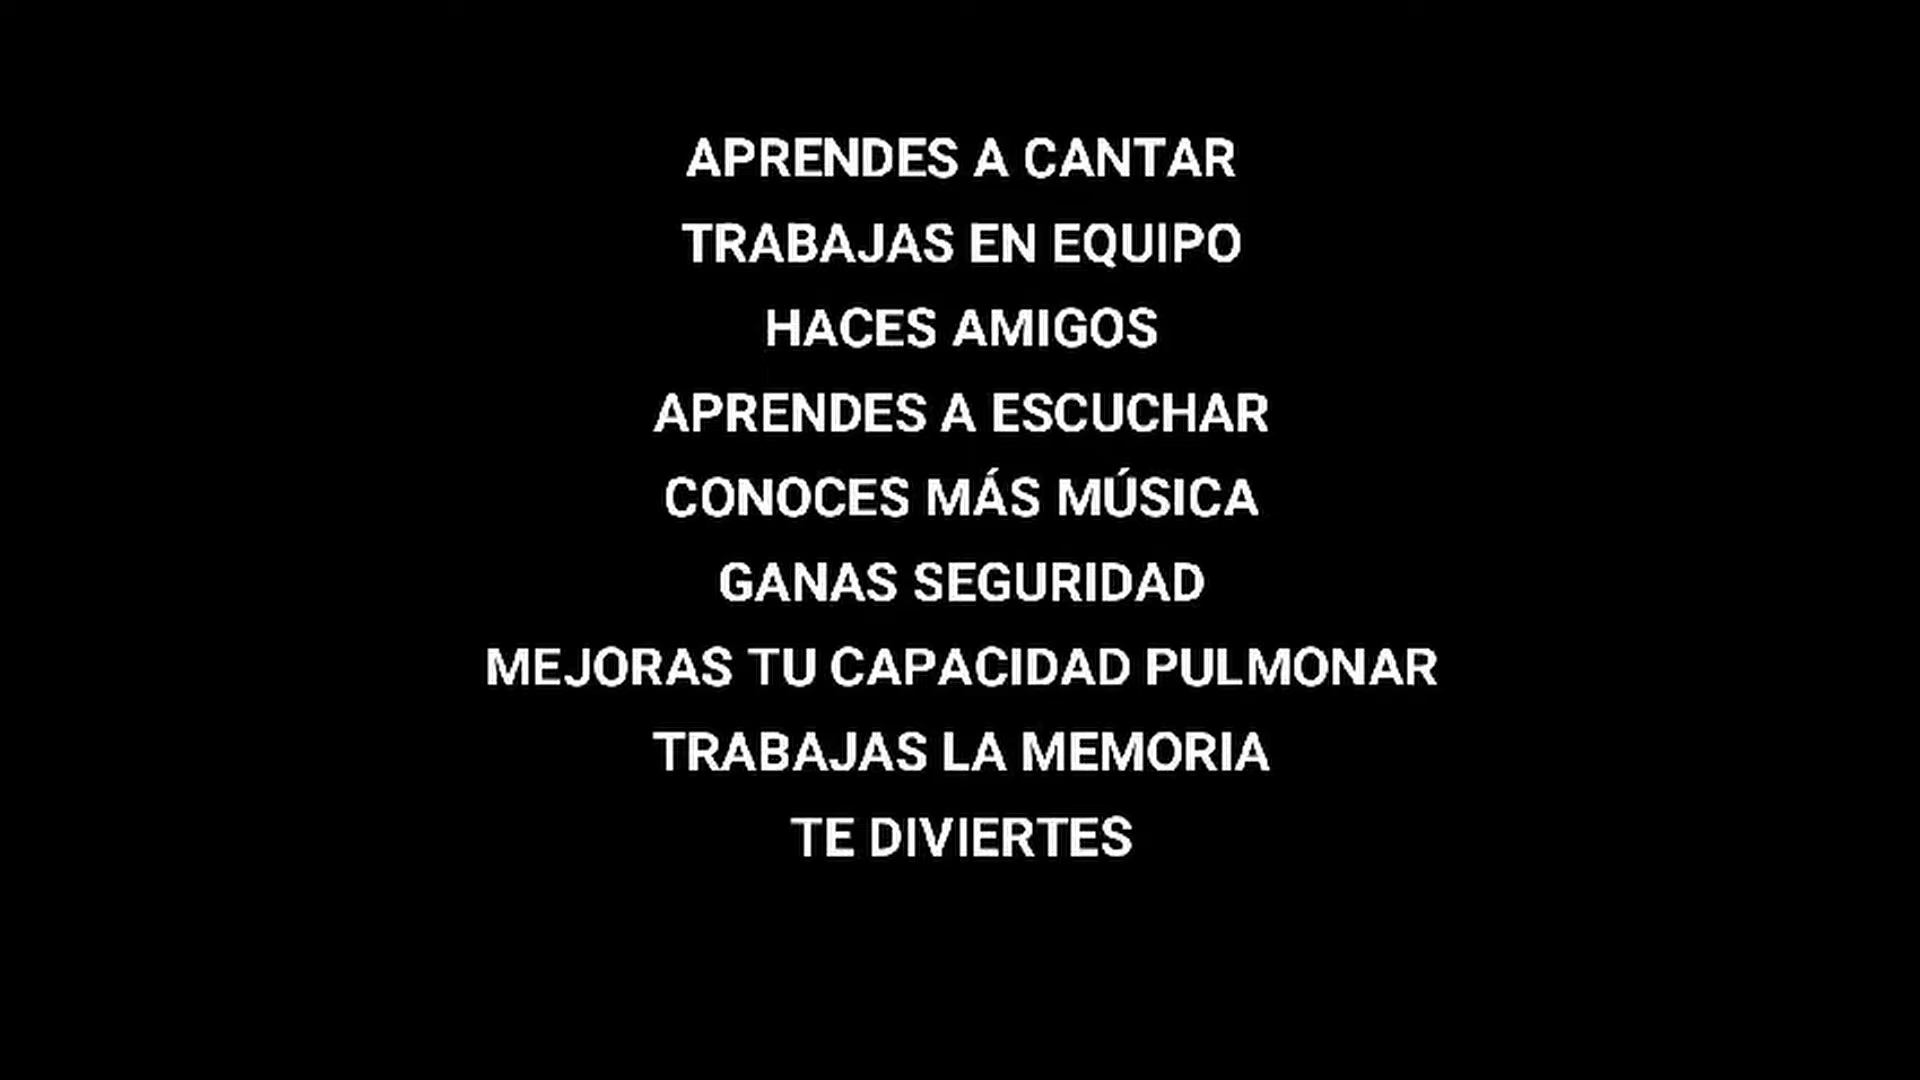 APRENDES A CANTAR
TRABAJAS EN EQUIPO
HACES AMIGOS
APRENDES A ESCUCHAR
CONOCES MÁS MÚSICA
GANAS SEGURIDAD
MEJORAS TU CAPACIDAD PULMONAR
TRABAJAS LA MEMORIA
TE DIVIERTES